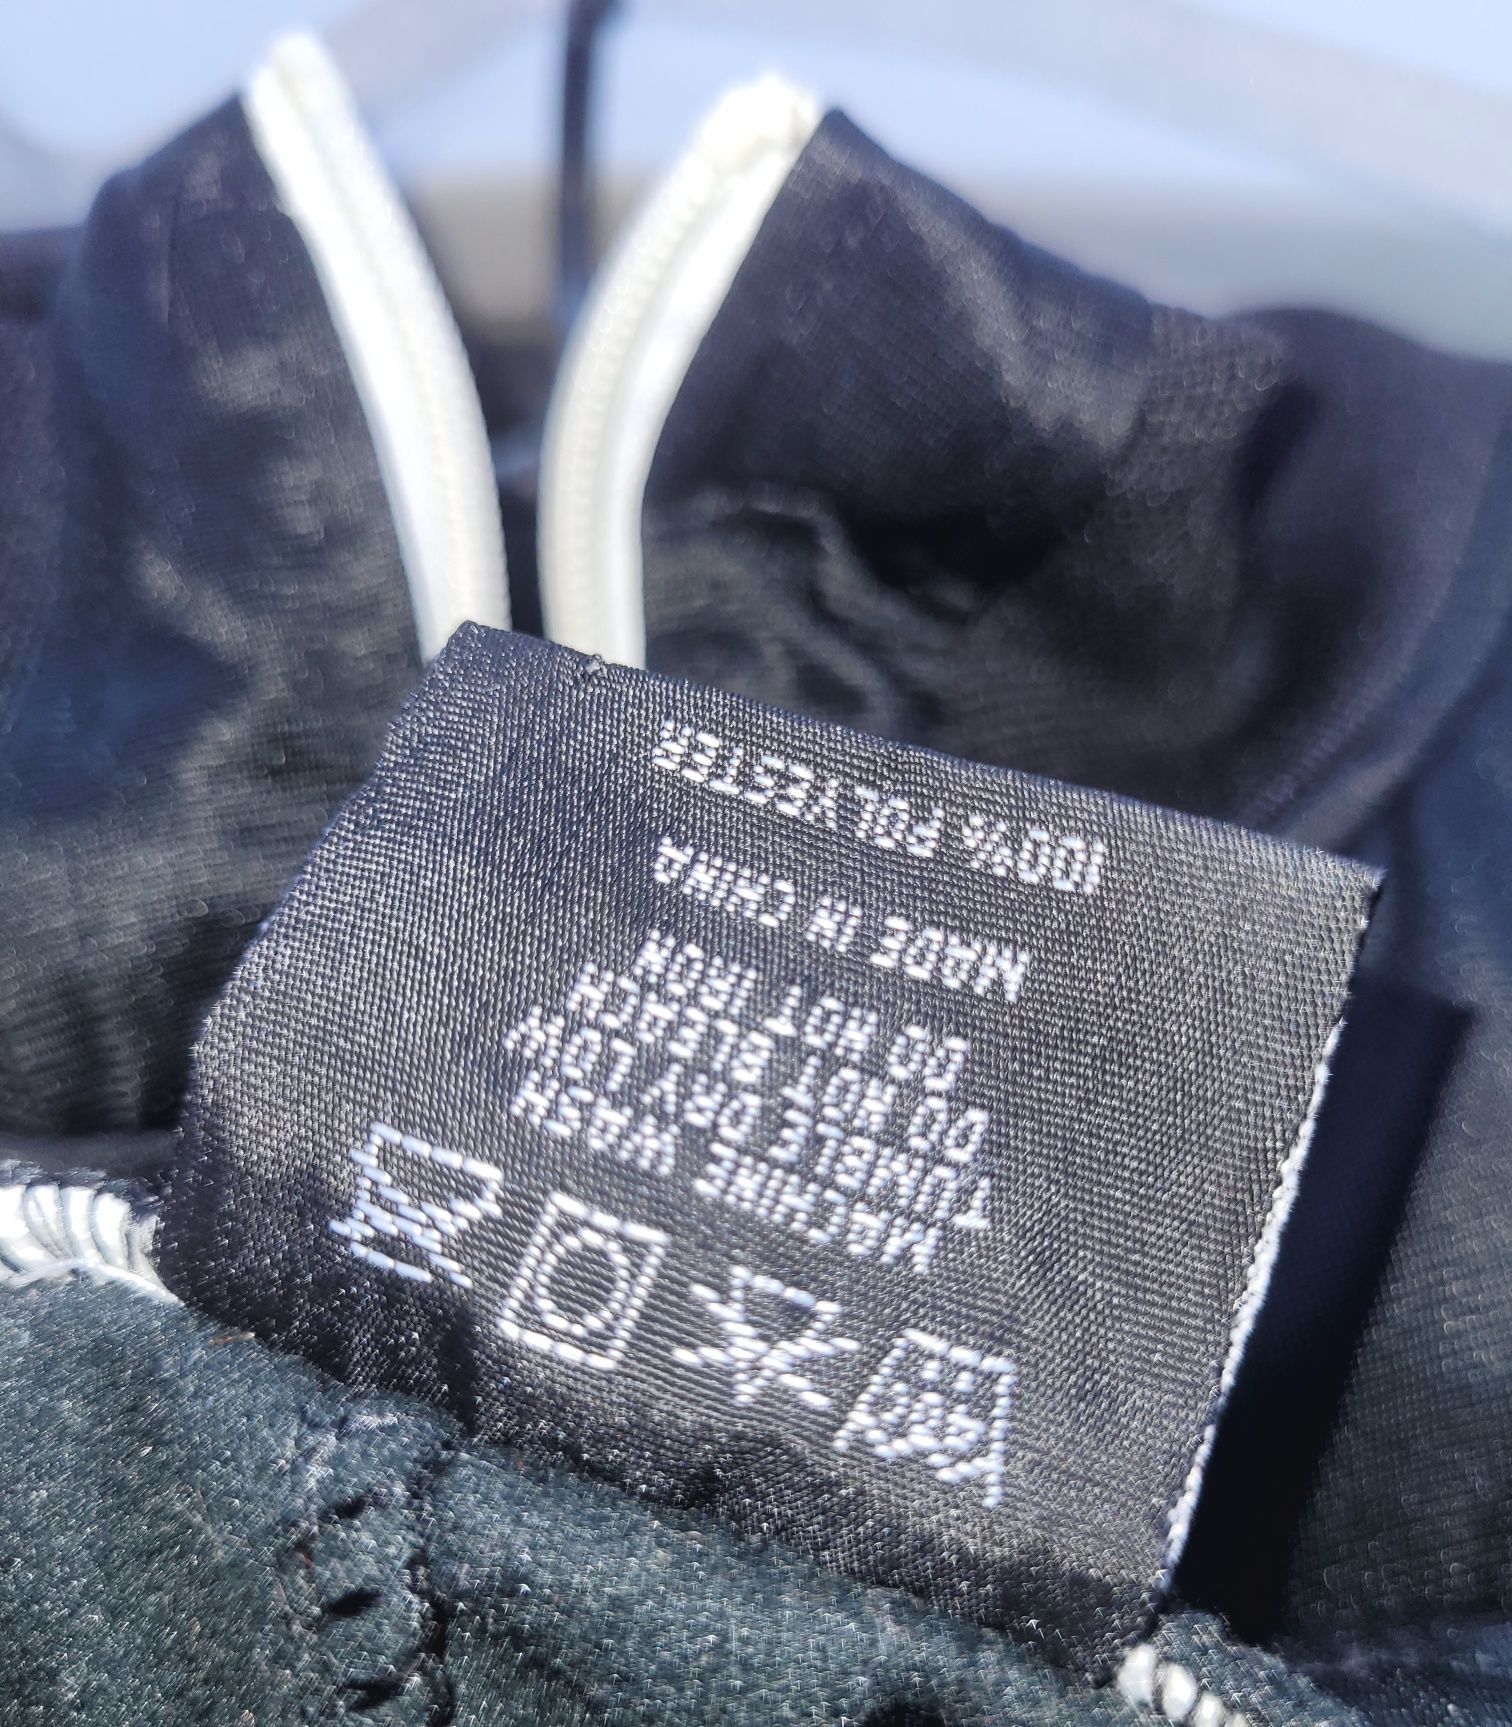 100% POLYESTER
MADE IN CHINA
DO NOT IRON
DO NOT BLEACH
TUMBLE DRY LOW
MACHINE WASH